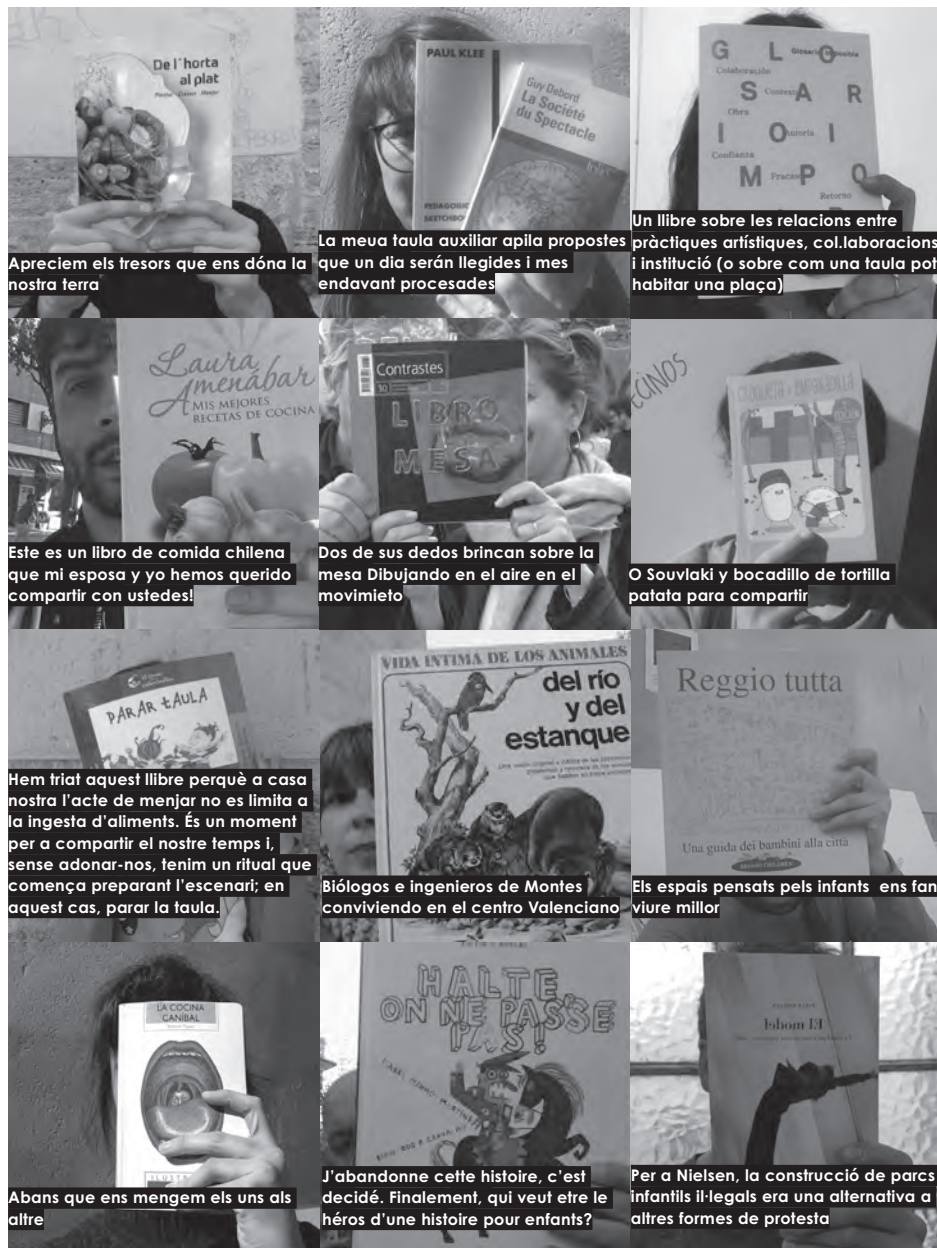 De l´horta
al plat
Apreciem els tresors que ens dóna la
nostra terra
PAUL KLEE
Guy Debord
La Société
du Spectacle
PEDAGOGIC
SKETCHBO
La meua taula auxiliar apila propostes
que un dia serán llegides i mes
endavant procesades
G L O
Colaboración
S A R
Obra
I O I
Confianza
M P O
Retorno
Un llibre sobre les relacions entre
pràctiques artístiques, col.laboracions
i institució (o sobre com una taula pot
habitar una plaça)
Laura
Amenábar
MIS MEJORES
RECETAS DE COCINA
Este es un libro de comida chilena
que mi esposa y yo hemos querido
compartir con ustedes!
Contrastes
30
LIBRO
MESA
Dos de sus dedos brincan sobre la
mesa Dibujando en el aire en el
movimieto
ECINOS
CROQUETA Y EMPANADILLA
O Souvlaki y bocadillo de tortilla
patata para compartir
PARAR tAULA
Hem triat aquest llibre perquè a casa
nostra l'acte de menjar no es limita a
la ingesta d'aliments. És un moment
per a compartir el nostre temps i,
sense adonar-nos, tenim un ritual que
comença preparant l'escenari; en
aquest cas, parar la taula.
VIDA INTIMA DE LOS ANIMALES
del río
y del
estanque
Biólogos e ingenieros de Montes
conviviendo en el centro Valenciano
Reggio tutta
Una guida dei bambini alla città
REGGIO CHILDREN
Els espais pensats pels infants ens fan
viure millor
LA COCINA
CANÍBAL
Abans que ens mengem els uns als
altre
HALTE
ON NE PASSE
PAS!
J'abandonne cette histoire, c'est
décidé. Finalement, qui veut etre le
héros d'une histoire pour enfants?
El model
Per a Nielsen, la construcció de parcs
infantils il·legals era una alternativa a
altres formes de protesta